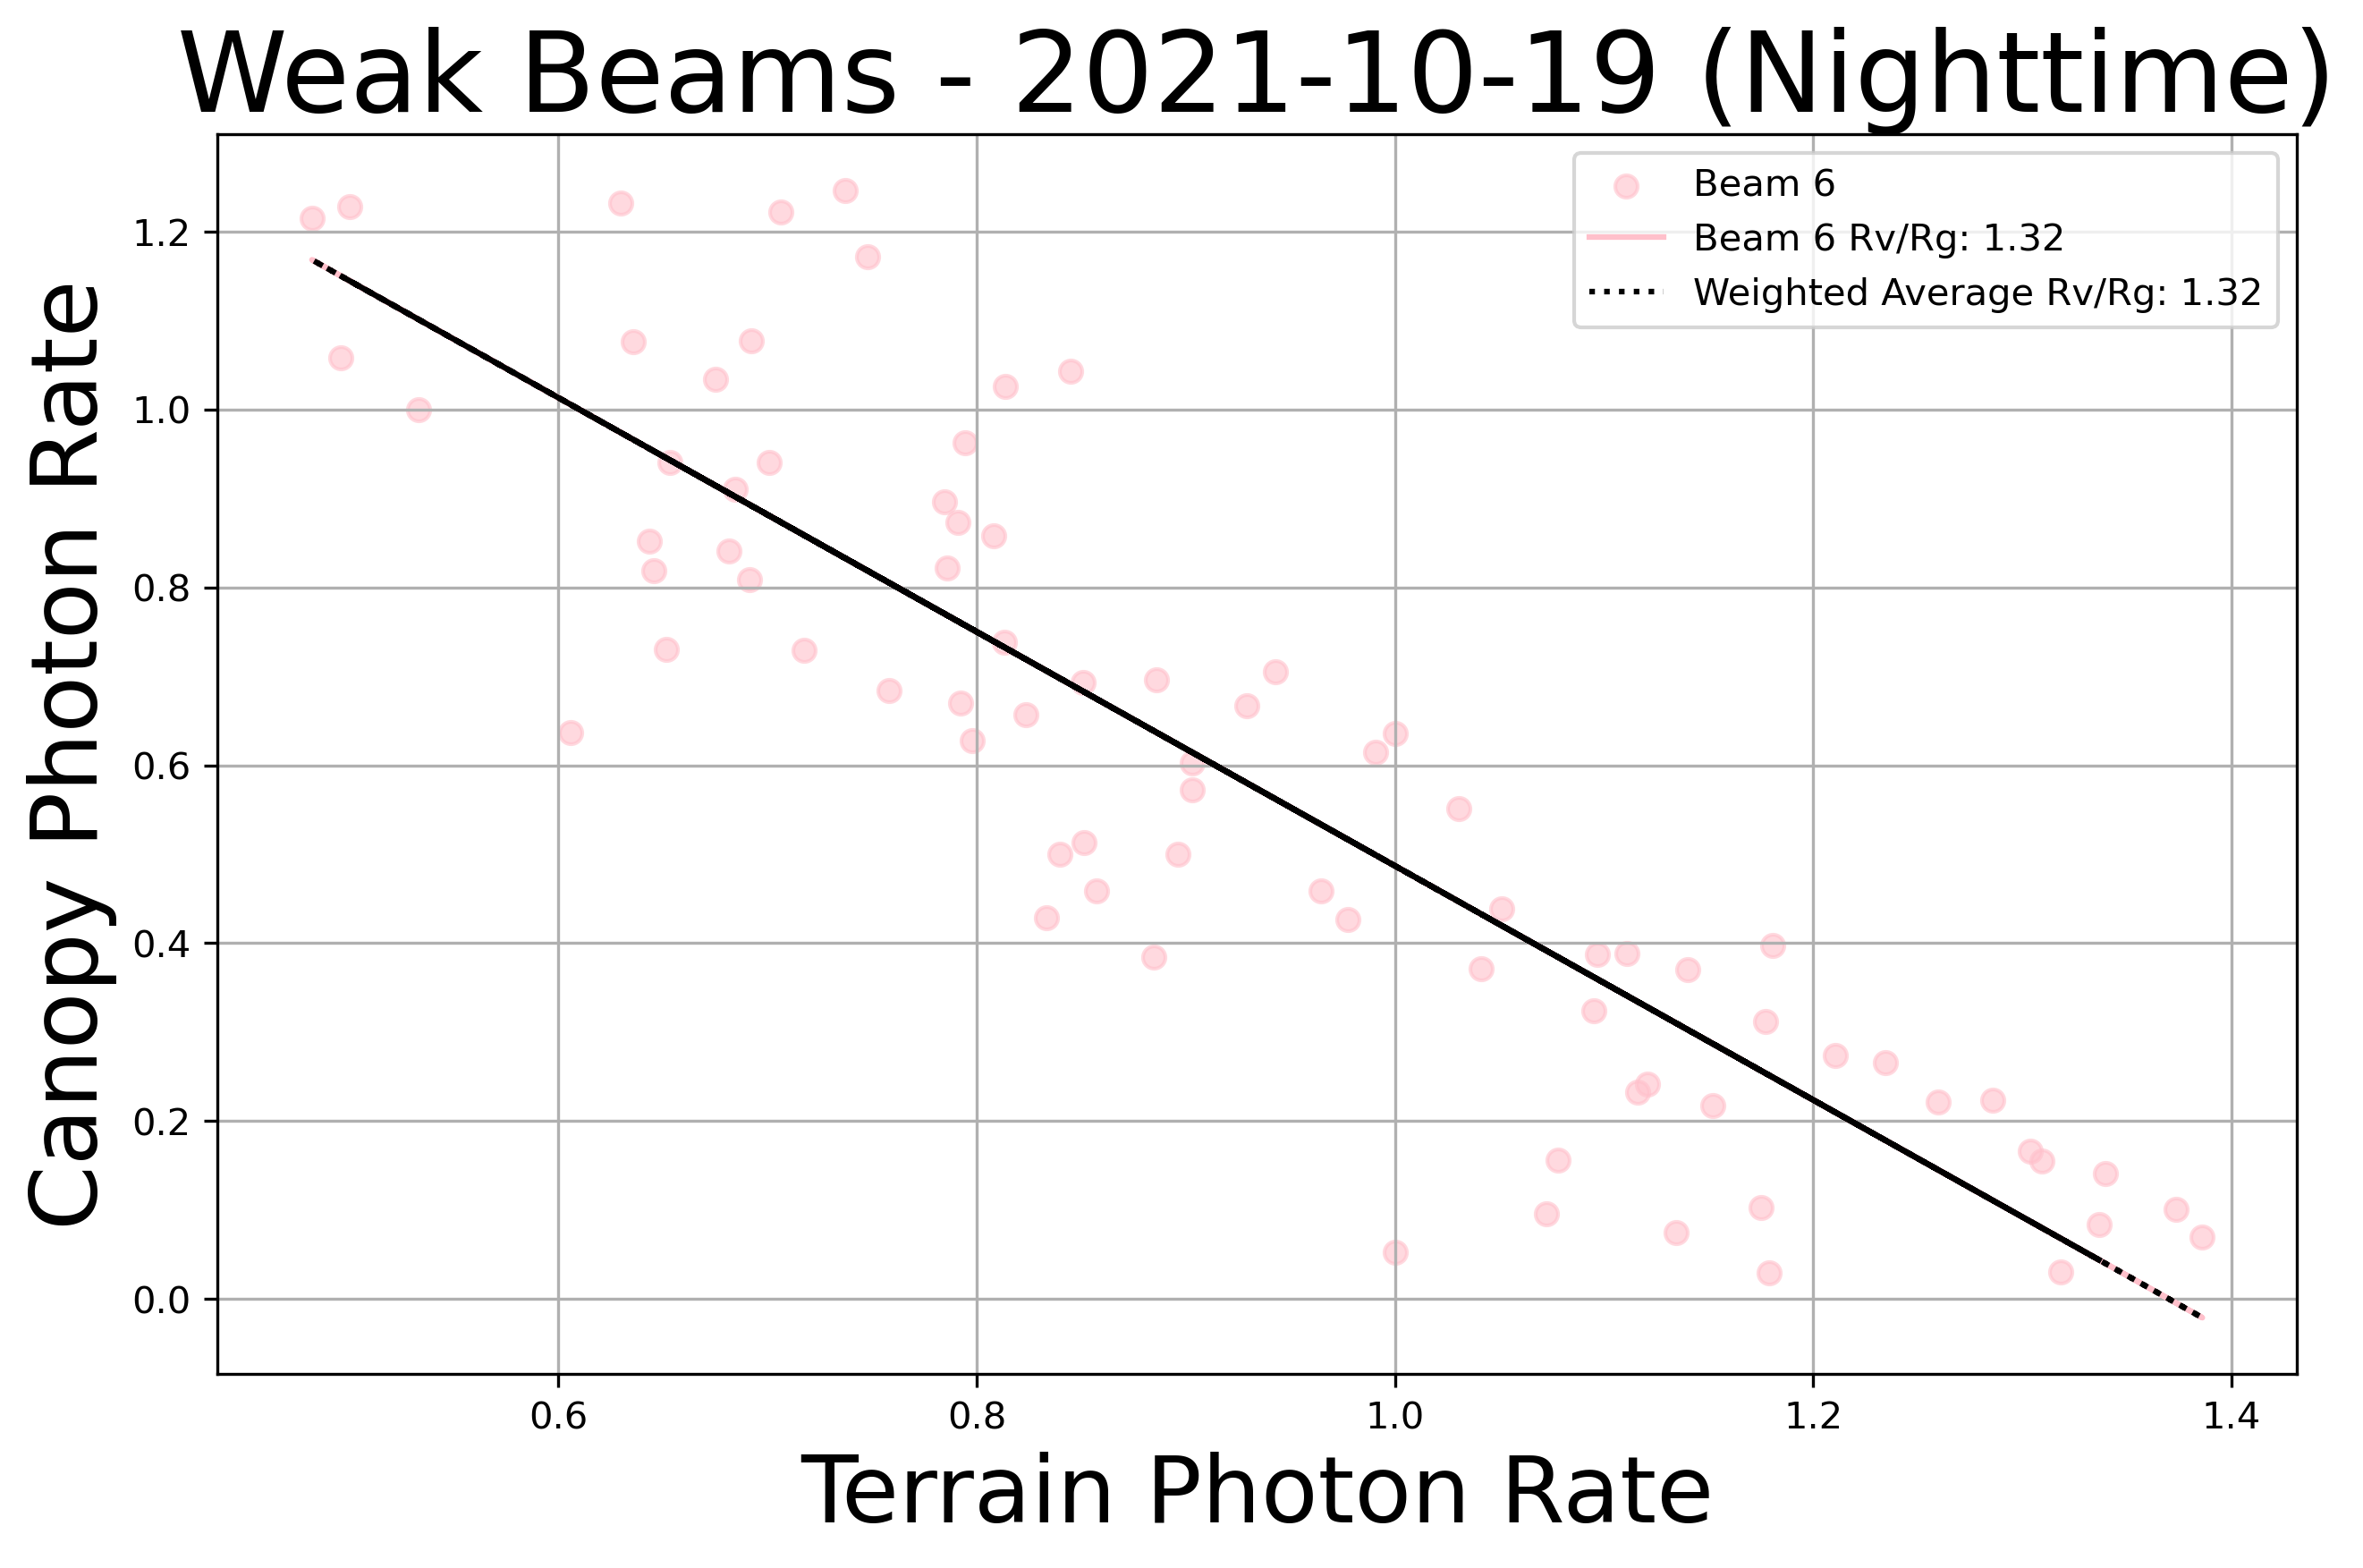 Weak Beams - 2021-10-19 (Nighttime)
Beam 6
Beam 6 Rv/Rg: 1.32
Weighted Average Rv/Rg: 1.32
Canopy Photon Rate
1.2
1.0
0.8
0.6
0.4
0.2
0.0
0.6 0.8 1.0 1.2 1.4
Terrain Photon Rate